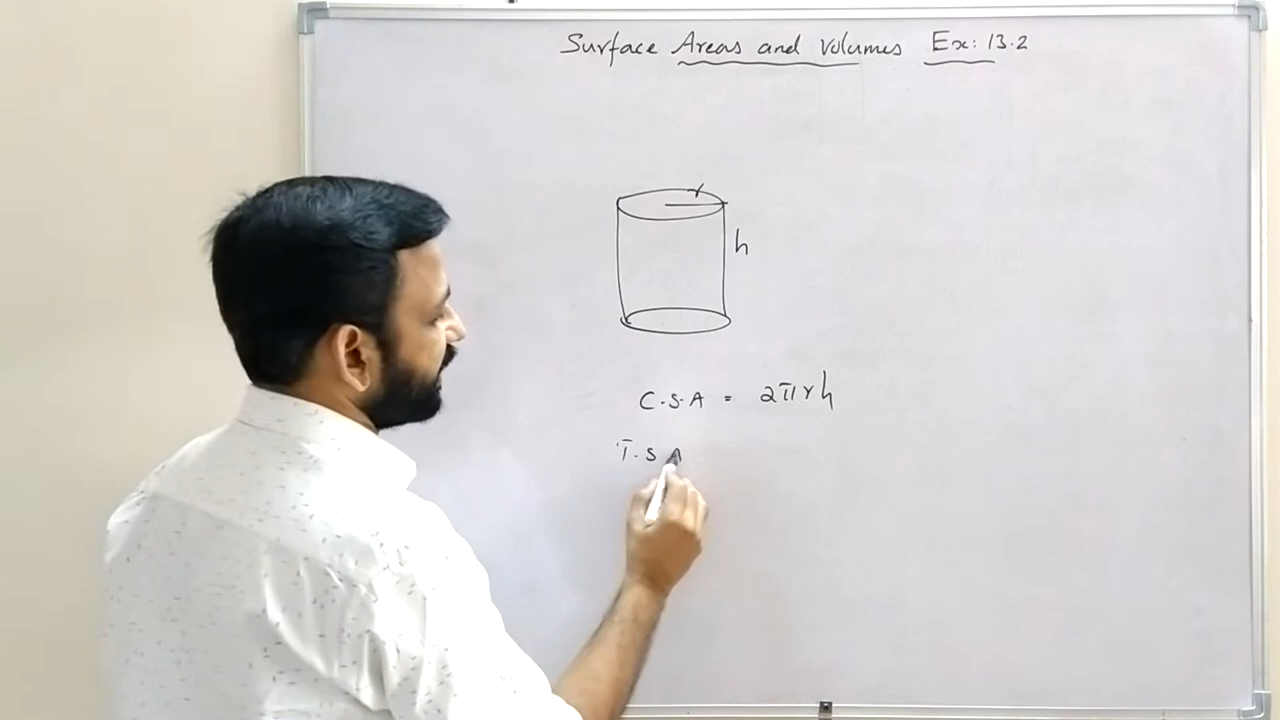 Surface Areas and volumes Ex: 13.2
r
h
C.S.A = 2πrh
T.S A